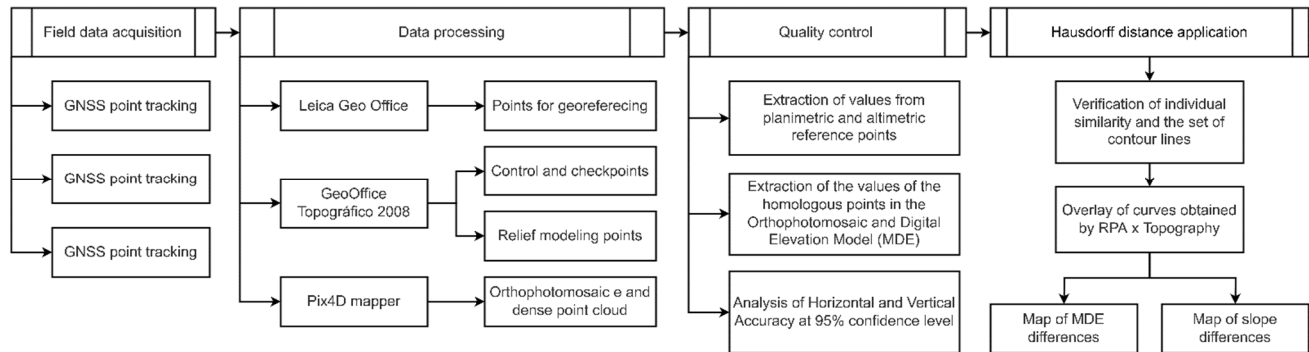 Field data acquisition
Data processing
Quality control
Hausdorff distance application
GNSS point tracking
GNSS point tracking
GNSS point tracking
Leica Geo Office
Points for georeferecing
GeoOffice
Topográfico 2008
Control and checkpoints
Relief modeling points
Pix4D mapper
Orthophotomosaic e and
dense point cloud
Extraction of values from
planimetric and altimetric
reference points
Extraction of the values of the
homologous points in the
Orthophotomosaic and Digital
Elevation Model (MDE)
Analysis of Horizontal and Vertical
Accuracy at 95% confidence level
Verification of individual
similarity and the set of
contour lines
Overlay of curves obtained
by RPA x Topography
Map of MDE
differences
Map of slope
differences